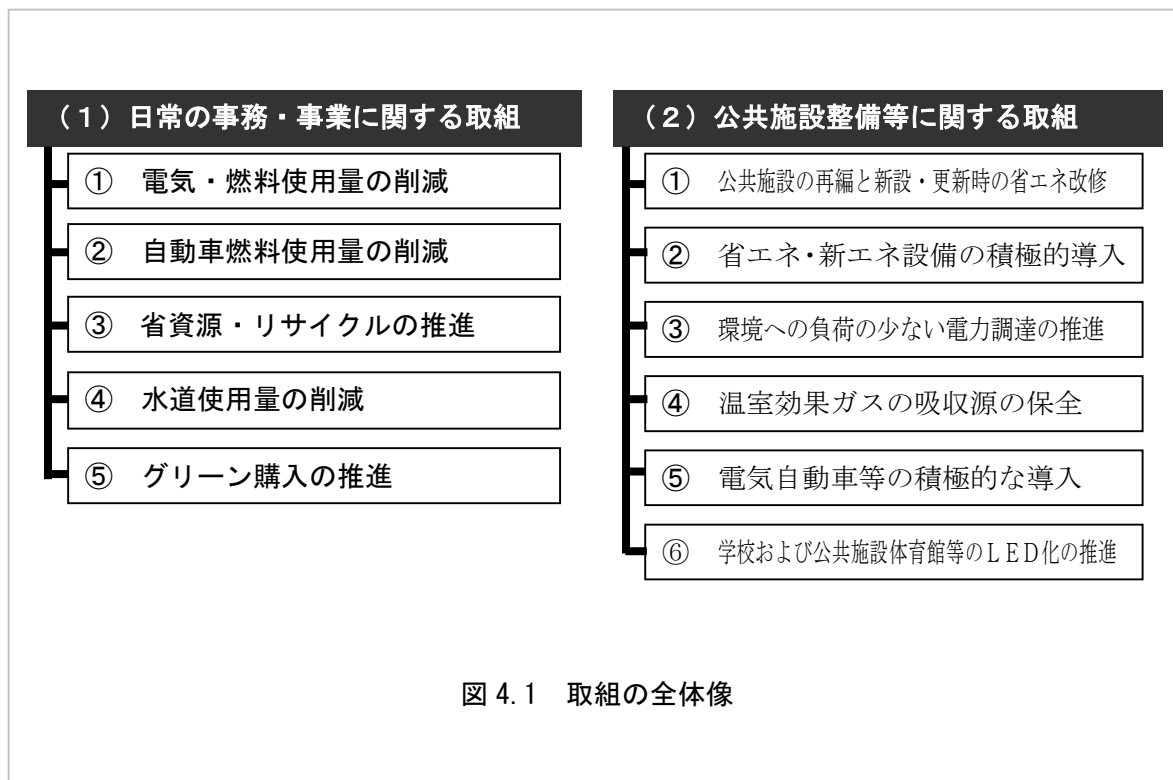 （１）日常の事務・事業に関する取組
① 電気・燃料使用量の削減
② 自動車燃料使用量の削減
③ 省資源・リサイクルの推進
④ 水道使用量の削減
⑤ グリーン購入の推進
（２）公共施設整備等に関する取組
① 公共施設の再編と新設・更新時の省エネ改修
② 省エネ・新エネ設備の積極的導入
③ 環境への負荷の少ない電力調達の推進
④ 温室効果ガスの吸収源の保全
⑤ 電気自動車等の積極的な導入
⑥ 学校および公共施設体育館等のＬＥＤ化の推進
図 4.1 取組の全体像